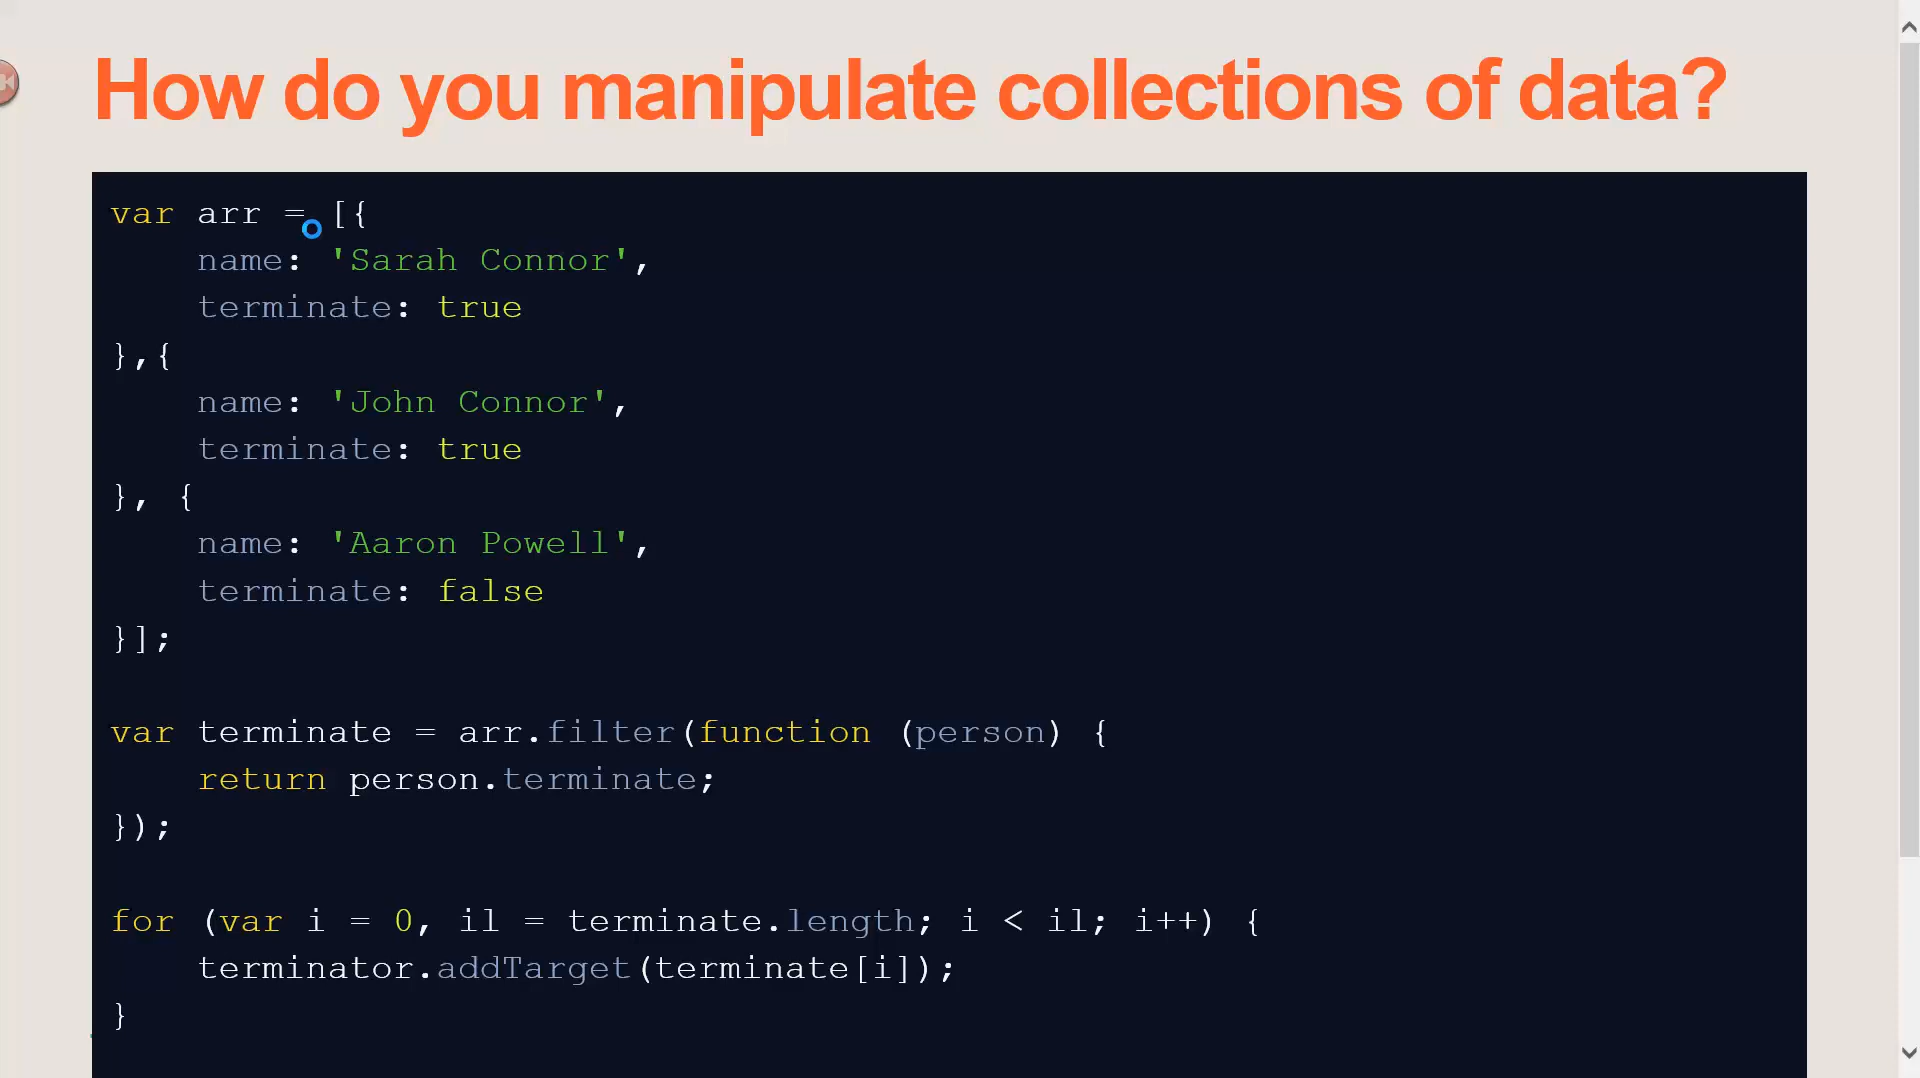 How do you manipulate collections of data?
var arr = [{
    name: 'Sarah Connor',
    terminate: true
},{
    name: 'John Connor',
    terminate: true
}, {
    name: 'Aaron Powell',
    terminate: false
}];

var terminate = arr.filter(function (person) {
    return person.terminate;
});

for (var i = 0, il = terminate.length; i < il; i++) {
    terminator.addTarget(terminate[i]);
}